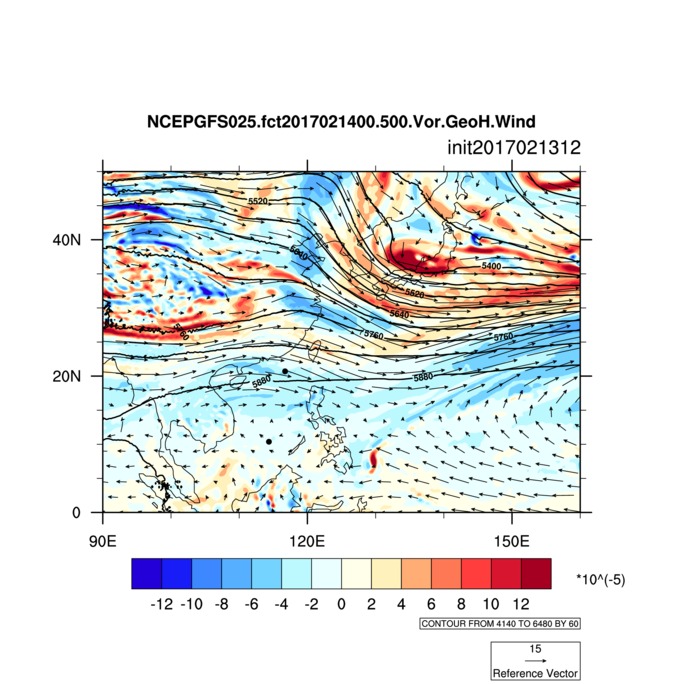 NCEPGFS025.fct2017021400.500.Vor.GeoH.Wind
init2017021312
5520
40N
5640
5400
5520
5640
5760
5760
5760
20N
5880
5880
0
90E 120E 150E
*10^(-5)
-12 -10 -8 -6 -4 -2 0 2 4 6 8 10 12
CONTOUR FROM 4140 TO 6480 BY 60
15
Reference Vector